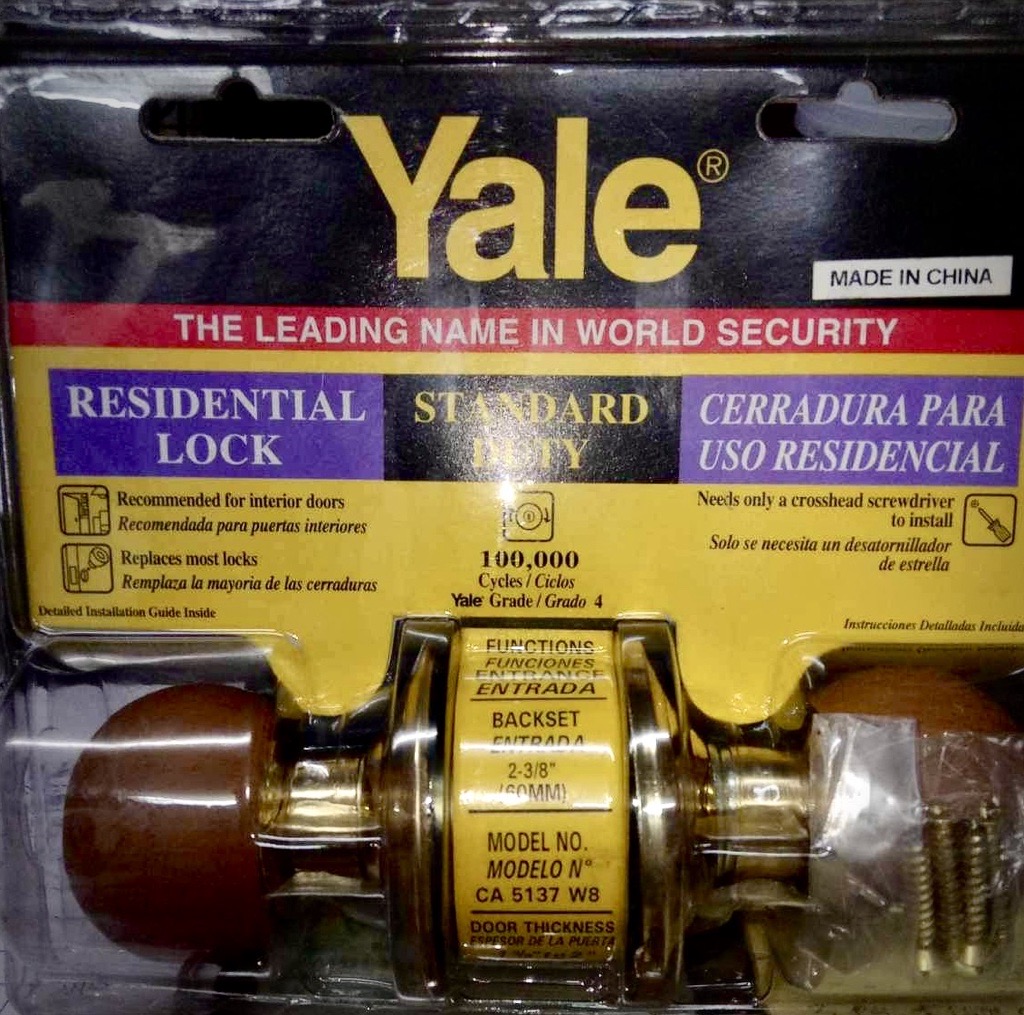 Yale®
MADE IN CHINA
THE LEADING NAME IN WORLD SECURITY
RESIDENTIAL
LOCK
STANDARD
DUTY
CERRADURA PARA
USO RESIDENCIAL
Recommended for interior doors
Recomendada para puertas interiores
Replaces most locks
Remplaza la mayoria de las cerraduras
Detailed Installation Guide Inside
100,000
Cycles / Ciclos
Yale Grade / Grado 4
Needs only a crosshead screwdriver
to install
Solo se necesita un desatornillador
de estrella
Instrucciones Detalladas Incluida
FUNCTIONS
FUNCIONES
ENTRANCE
ENTRADA
BACKSET
ENTRADA
2-3/8"
(60MM)
MODEL NO.
MODELO Nº
CA 5137 W8
DOOR THICKNESS
ESPESOR DE LA PUERTA